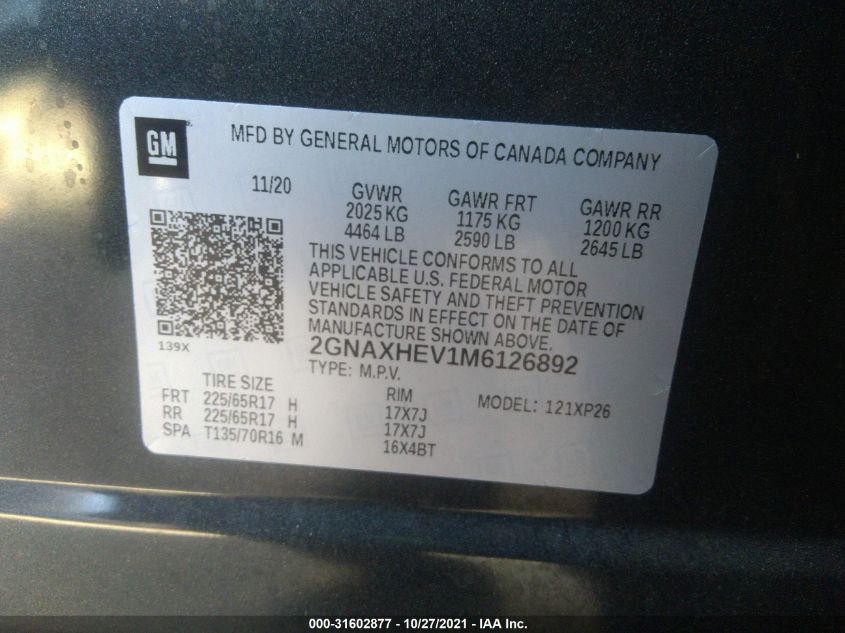 GM
MFD BY GENERAL MOTORS OF CANADA COMPANY
11/20 GVWR GAWR FRT GAWR RR
2025 KG 1175 KG 1200 KG
4464 LB 2590 LB 2645 LB
THIS VEHICLE CONFORMS TO ALL
APPLICABLE U.S. FEDERAL MOTOR
VEHICLE SAFETY AND THEFT PREVENTION
STANDARDS IN EFFECT ON THE DATE OF
MANUFACTURE SHOWN ABOVE.
139X
2GNAXHEV1M6126892
TYPE: M.P.V.
TIRE SIZE RIM MODEL: 121XP26
FRT 225/65R17 H 17X7J
RR 225/65R17 H 17X7J
SPA T135/70R16 M 16X4BT
000-31602877 - 10/27/2021 - IAA Inc.